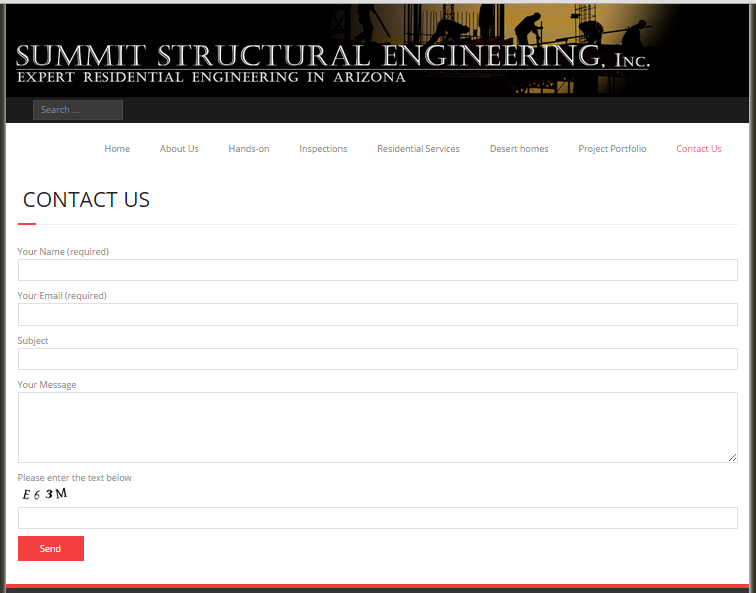 SUMMIT STRUCTURAL ENGINEERING, INC.
EXPERT RESIDENTIAL ENGINEERING IN ARIZONA
Search ...
Home About Us Hands-on Inspections Residential Services Desert homes Project Portfolio Contact Us
CONTACT US
Your Name (required)
Your Email (required)
Subject
Your Message
Please enter the text below
E63M
Send